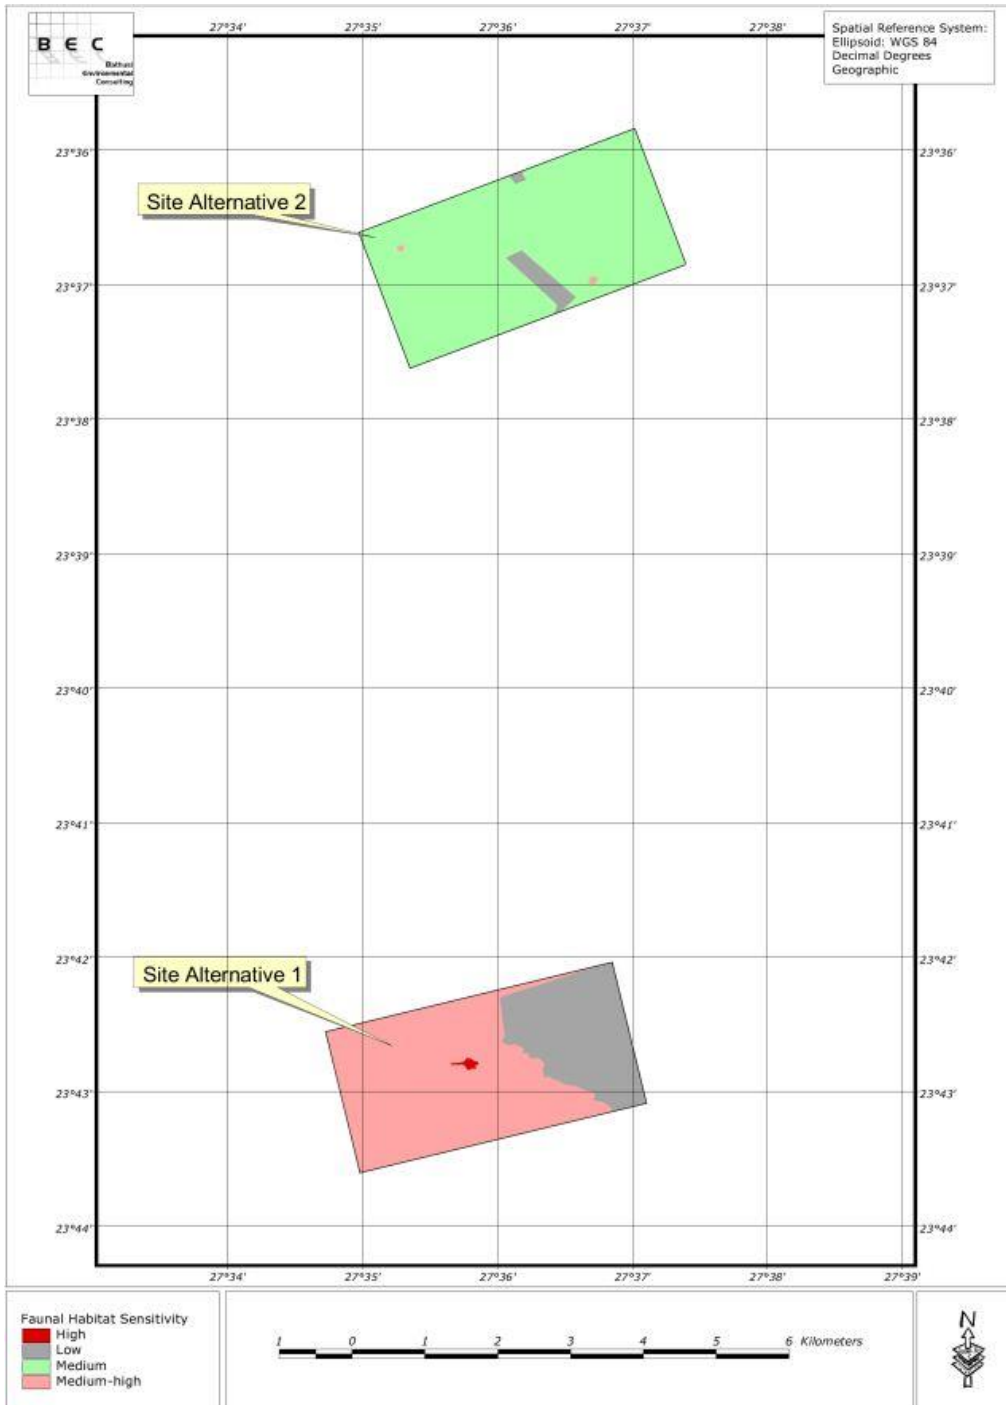 B E C
Bathusi
Environmental
Consulting
Spatial Reference System:
Ellipsoid: WGS 84
Decimal Degrees
Geographic
27°34' 27°35' 27°36' 27°37' 27°38'
23°36' 23°36'
Site Alternative 2
23°37' 23°37'
23°38' 23°38'
23°39' 23°39'
23°40' 23°40'
23°41' 23°41'
23°42' 23°42'
Site Alternative 1
23°43' 23°43'
23°44' 23°44'
27°34' 27°35' 27°36' 27°37' 27°38' 27°39'
Faunal Habitat Sensitivity
High
Low
Medium
Medium-high
1 0 1 2 3 4 5 6 Kilometers
N